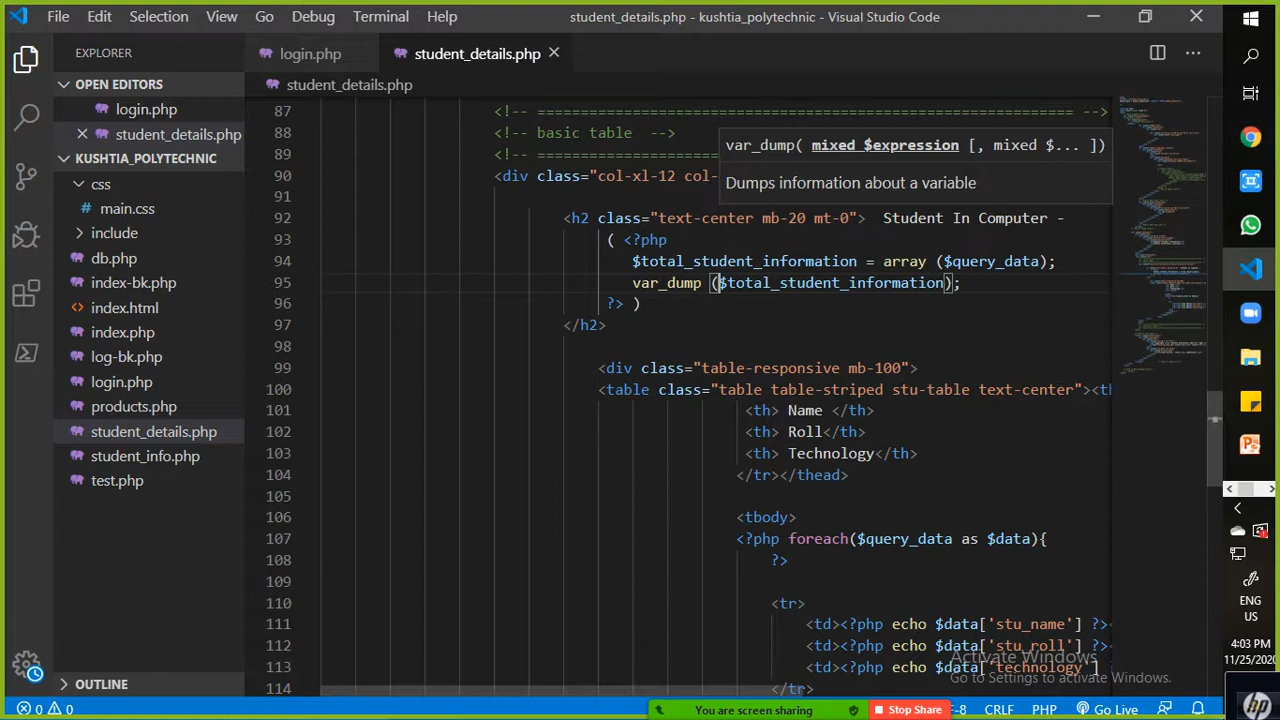 File Edit Selection View Go Debug Terminal Help student_details.php - kushtia_polytechnic - Visual Studio Code
EXPLORER
OPEN EDITORS
login.php
student_details.php
KUSHTIA_POLYTECHNIC
css
main.css
include
db.php
index-bk.php
index.html
index.php
log-bk.php
login.php
products.php
student_details.php
student_info.php
test.php
OUTLINE
login.php student_details.php
student_details.php
87 <!-- ============================================================== -->
88 <!-- basic table -->
89 <!--
90 <div class="col-xl-12 col-
var_dump( mixed $expression [, mixed $... ])
Dumps information about a variable
91
92 <h2 class="text-center mb-20 mt-0"> Student In Computer -
93 ( <?php
94 $total_student_information = array ($query_data);
95 var_dump ($total_student_information);
96 ?> )
97 </h2>
98
99 <div class="table-responsive mb-100">
100 <table class="table table-striped stu-table text-center"><th
101 <th> Name </th>
102 <th> Roll</th>
103 <th> Technology</th>
104 </tr></thead>
105
106 <tbody>
107 <?php foreach($query_data as $data){
108 ?>
109
110 <tr>
111 <td><?php echo $data['stu_name'] ?><
112 <td><?php echo $data['stu_roll'] ?><
113 <td><?php echo $data['technology'] ?>
114 </tr>
Activate Windows
Go to Settings to activate Windows.
0 0
You are screen sharing Stop Share
F-8 CRLF PHP Go Live
ENG
US
4:03 PM
11/25/2020
hp